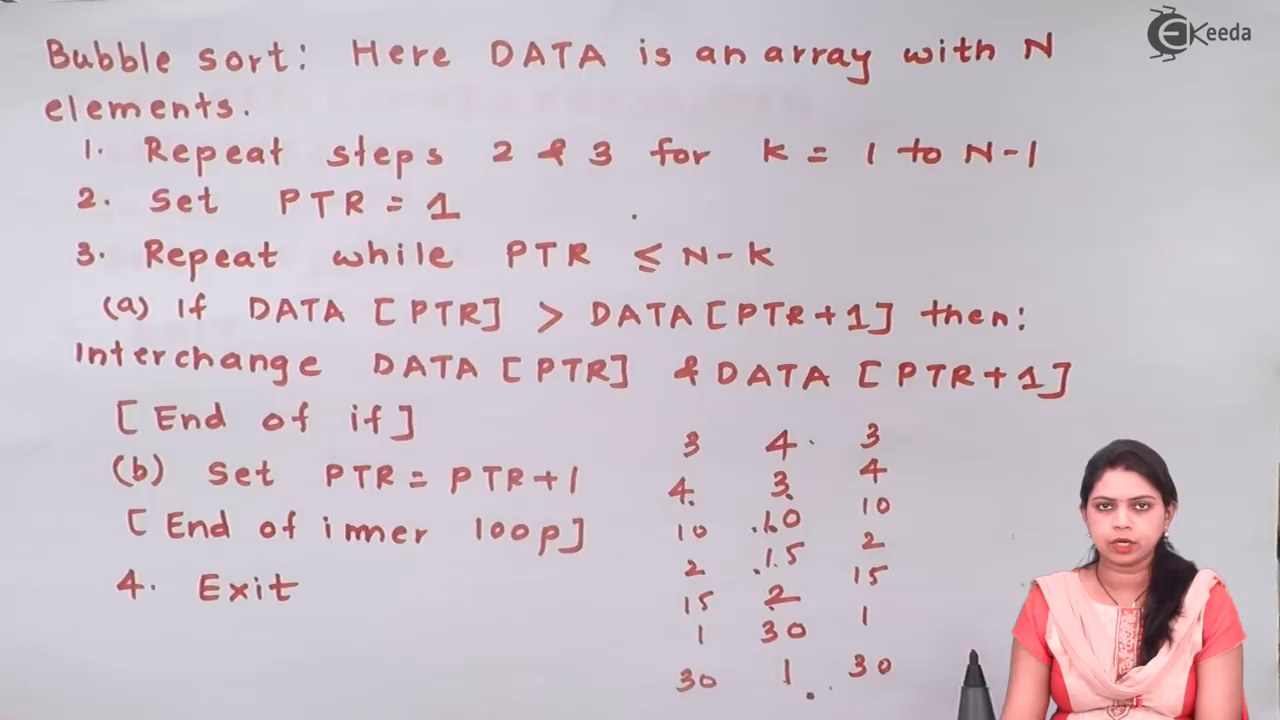 EKeeda
Bubble sort: Here DATA is an array with N
elements.
1. Repeat steps 2 & 3 for k = 1 to N-1
2. Set PTR = 1
3. Repeat while PTR ≤ N-k
(a) If DATA [PTR] > DATA[PTR+1] then:
Interchange DATA [PTR] & DATA [PTR+1]
[End of if]
(b) Set PTR = PTR+1
[End of inner loop]
4. Exit
3 4 3
4 3 4
10 10 10
2 15 2
15 2 15
1 30 1
30 1 30